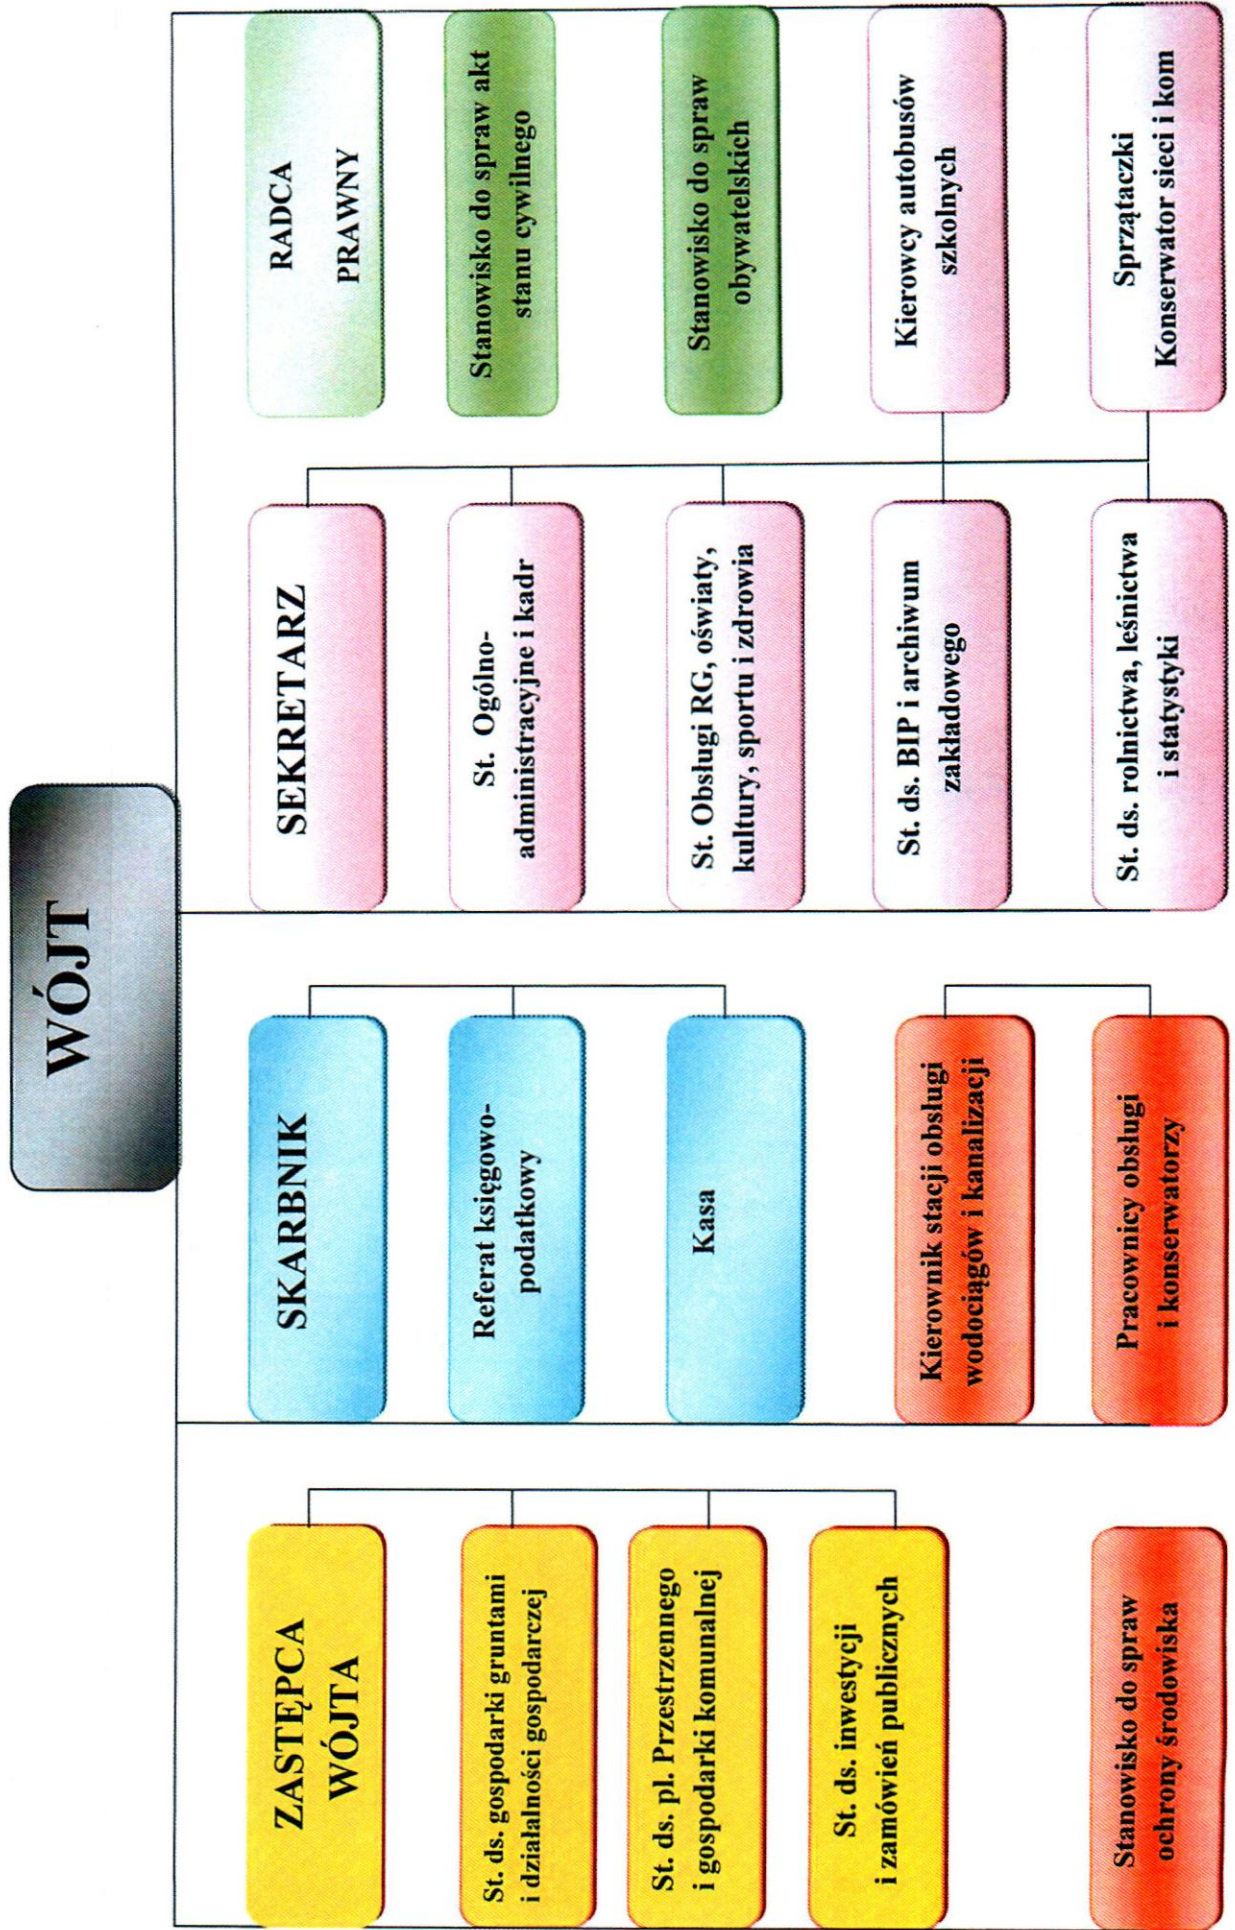 WÓJT
ZASTĘPCA
WÓJTA
St. ds. gospodarki gruntami
i działalności gospodarczej
St. ds. pl. Przestrzennego
i gospodarki komunalnej
St. ds. inwestycji
i zamówień publicznych
Stanowisko do spraw
ochrony środowiska
SKARBNIK
Referat księgowo-
podatkowy
Kasa
Kierownik stacji obsługi
wodociągów i kanalizacji
Pracownicy obsługi
i konserwatorzy
SEKRETARZ
St. Ogólno-
administracyjne i kadr
St. Obsługi RG, oświaty,
kultury, sportu i zdrowia
St. ds. BIP i archiwum
zakładowego
St. ds. rolnictwa, leśnictwa
i statystyki
RADCA
PRAWNY
Stanowisko do spraw akt
stanu cywilnego
Stanowisko do spraw
obywatelskich
Kierowcy autobusów
szkolnych
Sprzątaczki
Konserwator sieci i kom